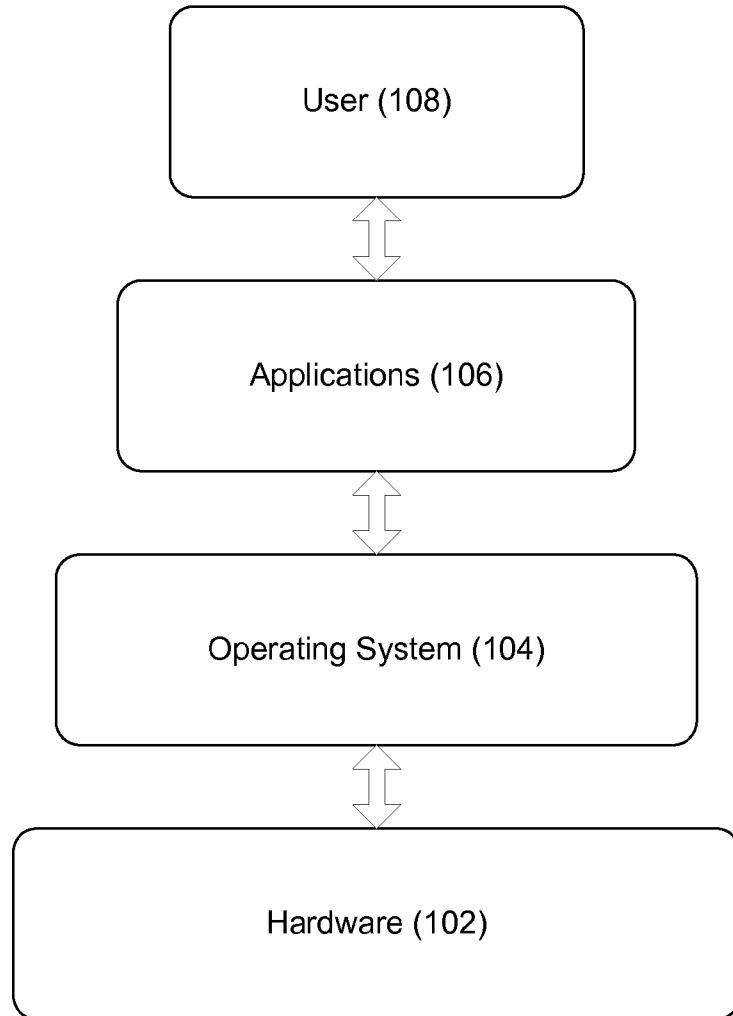 User (108)
Applications (106)
Operating System (104)
Hardware (102)